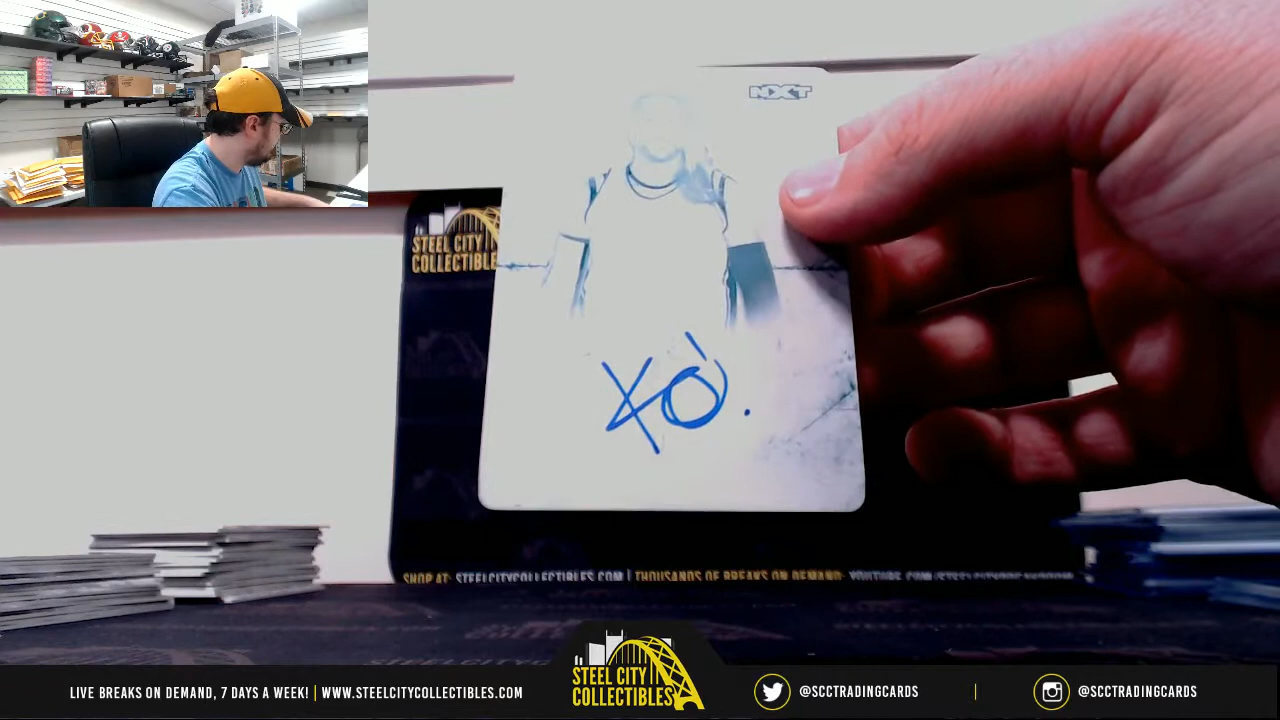 NXT
STEEL CITY
COLLECTIBLES
KO.
SHOP AT: STEELCITYCOLLECTIBLES.COM | THOUSANDS OF BREAKS ON DEMAND:
STEEL CITY
COLLECTIBLES
LIVE BREAKS ON DEMAND, 7 DAYS A WEEK! | WWW.STEELCITYCOLLECTIBLES.COM
@SCCTRADINGCARDS | @SCCTRADINGCARDS